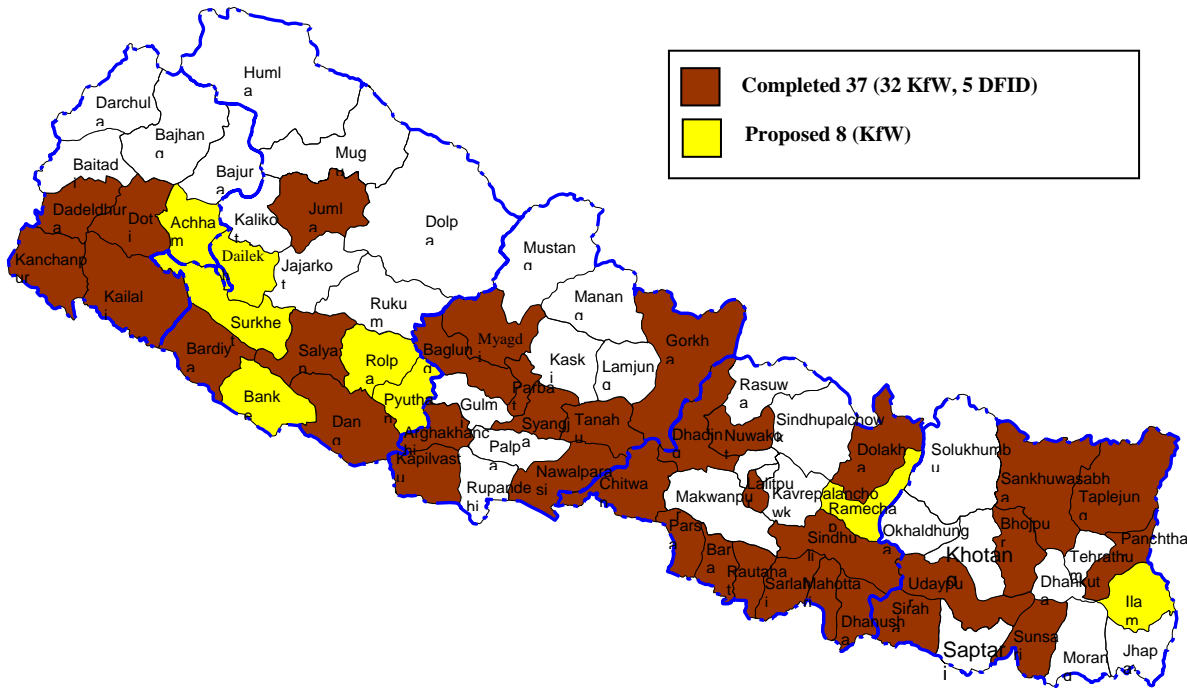 Completed 37 (32 KfW, 5 DFID)
Proposed 8 (KfW)
Huml
a
Darchul
a
Bajhan
g
Mug
u
Baitad
i
Bajur
a
Dadeldhur
a
Dot
i
Achha
m
Kaliko
t
Juml
a
Dolp
a
Mustan
g
Dailek
Kanchanp
ur
Jajarko
t
Kailal
i
Ruku
m
Manan
g
Surkhe
t
Bardiy
a
Salya
n
Rolp
a
Baglun
g
Myagd
i
Kask
i
Lamjun
g
Gorkh
a
Bank
e
Pyutha
n
Parba
t
Rasuw
a
Gulm
i
Sindhupalchow
k
Dan
g
Arghakhanc
hi
Syangj
a
Tanah
u
Dhadin
g
Nuwako
t
Dolakh
a
Solukhumb
u
Palp
a
Kapilvast
u
Nawalpara
si
Rupande
hi
Chitwa
n
Lalitpu
r
Kavrepalancho
wk
Makwanpu
r
Ramecha
p
Sankhuwasabh
a
Taplejun
g
Okhaldhung
a
Bhojpu
r
Pars
a
Sindhu
li
Khotan
g
Panchtha
r
Tehrathu
m
Bar
a
Rautaha
t
Sarlah
i
Mahotta
ri
Udaypu
r
Dhankut
a
Ila
m
Dhanush
a
Sirah
a
Saptar
i
Sunsa
ri
Moran
g
Jhap
a